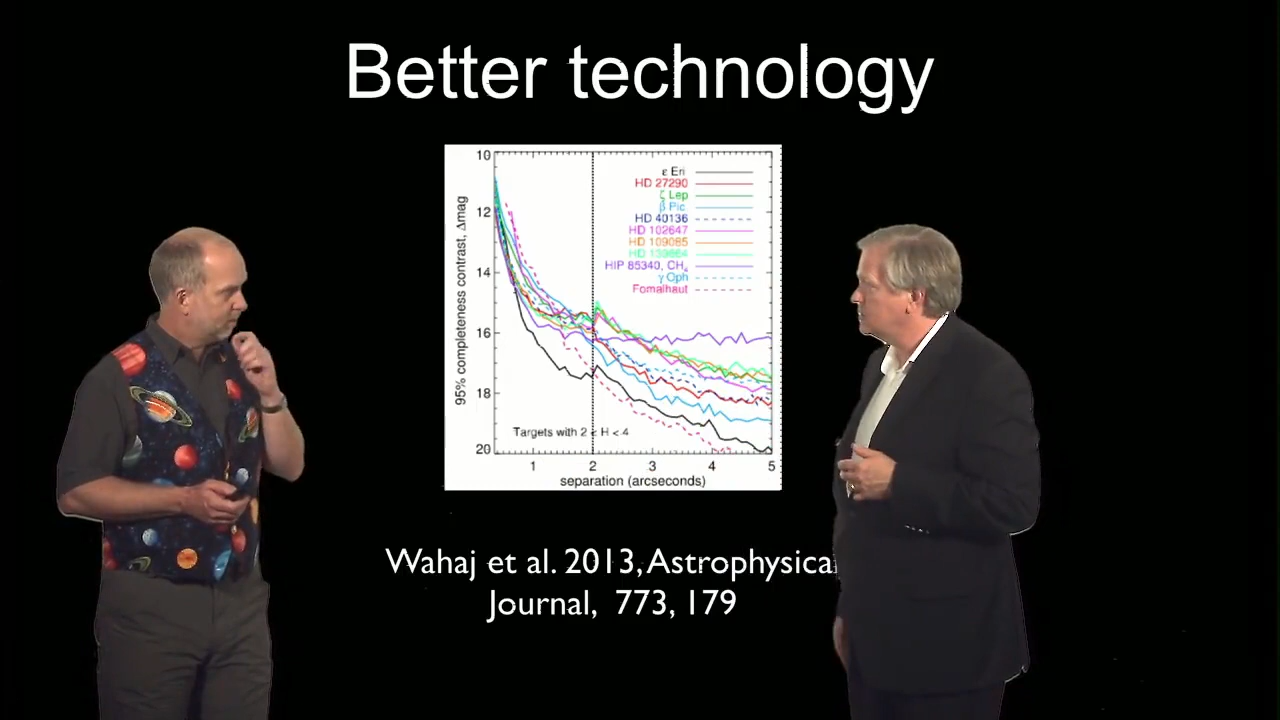 Better technology
10
12
14
16
18
20
95% completeness contrast, Δmag
ε Eri
HD 27290
ζ Lep
β Pic
HD 40136
HD 102647
HD 109085
HD 139664
HIP 85340, CH₄
γ Oph
Fomalhaut
Targets with 2 < H < 4
1 2 3 4 5
separation (arcseconds)
Wahaj et al. 2013, Astrophysical
Journal, 773, 179